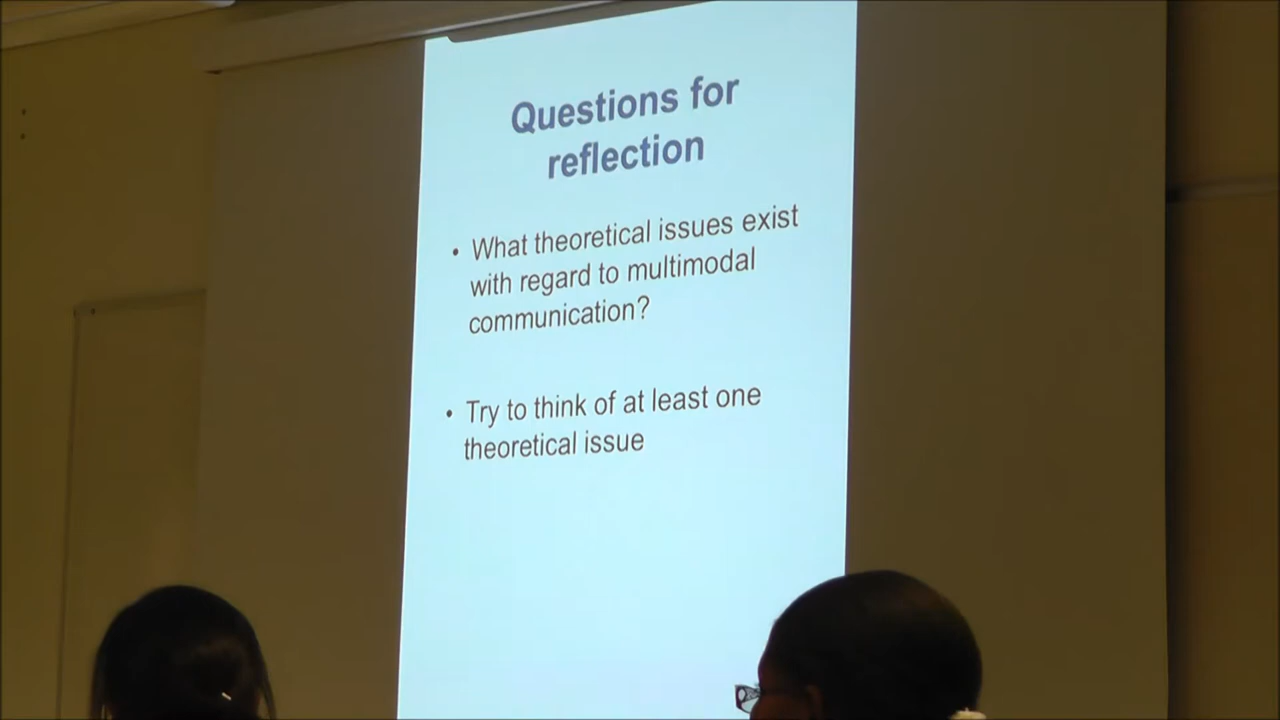 Questions for
reflection
• What theoretical issues exist
with regard to multimodal
communication?
• Try to think of at least one
theoretical issue